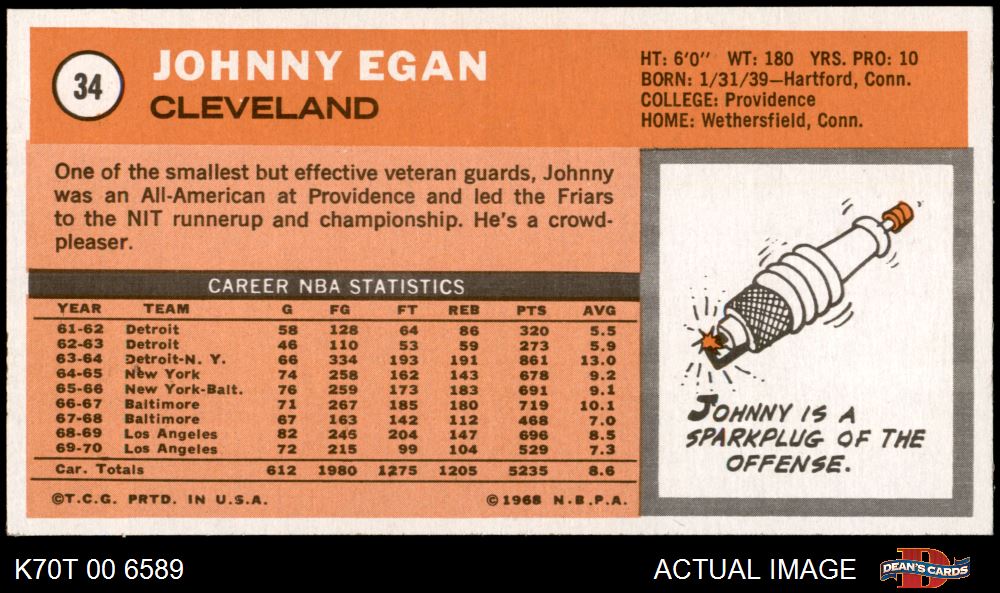 34
JOHNNY EGAN
CLEVELAND
HT: 6'0" WT: 180 YRS. PRO: 10
BORN: 1/31/39—Hartford, Conn.
COLLEGE: Providence
HOME: Wethersfield, Conn.
One of the smallest but effective veteran guards, Johnny
was an All-American at Providence and led the Friars
to the NIT runnerup and championship. He's a crowd-
pleaser.
CAREER NBA STATISTICS
YEAR TEAM G FG FT REB PTS AVG
61-62 Detroit 58 128 64 86 320 5.5
62-63 Detroit 46 110 53 59 273 5.9
63-64 Detroit-N. Y. 66 334 193 191 861 13.0
64-65 New York 74 258 162 143 678 9.2
65-66 New York-Balt. 76 259 173 183 691 9.1
66-67 Baltimore 71 267 185 180 719 10.1
67-68 Baltimore 67 163 142 112 468 7.0
68-69 Los Angeles 82 246 204 147 696 8.5
69-70 Los Angeles 72 215 99 104 529 7.3
Car. Totals 612 1980 1275 1205 5235 8.6
©T.C.G. PRTD. IN U.S.A. ©1968 N.B.P.A.
JOHNNY IS A
SPARKPLUG OF THE
OFFENSE.
K70T 00 6589
ACTUAL IMAGE
D
DEAN'S CARDS